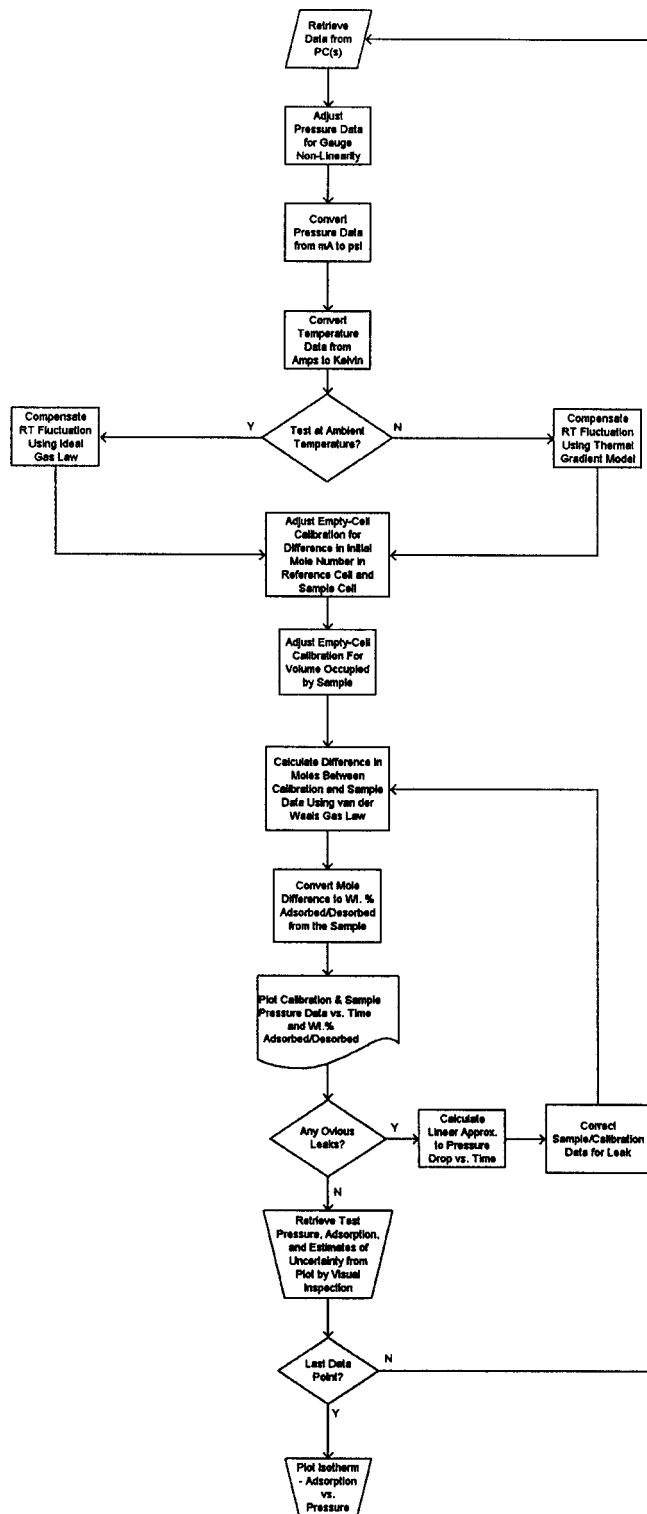 Retrieve
Data from
PC(s)
Adjust
Pressure Data
for Gauge
Non-Linearity
Convert
Pressure Data
from mA to psi
Convert
Temperature
Data from
Amps to Kelvin
Test at Ambient
Temperature?
Y
N
Compensate
RT Fluctuation
Using Ideal
Gas Law
Compensate
RT Fluctuation
Using Thermal
Gradient Model
Adjust Empty-Cell
Calibration for
Difference in Initial
Mole Number in
Reference Cell and
Sample Cell
Adjust Empty-Cell
Calibration For
Volume Occupied
by Sample
Calculate Difference in
Moles Between
Calibration and Sample
Data Using van der
Waals Gas Law
Convert Mole
Difference to Wt. %
Adsorbed/Desorbed
from the Sample
Plot Calibration & Sample
Pressure Data vs. Time
and Wt.%
Adsorbed/Desorbed
Any Ovious
Leaks?
Y
N
Calculate
Linear Approx.
to Pressure
Drop vs. Time
Correct
Sample/Calibration
Data for Leak
Retrieve Test
Pressure, Adsorption,
and Estimates of
Uncertainty from
Plot by Visual
Inspection
Last Data
Point?
N
Y
Plot Isotherm
- Adsorption
vs.
Pressure